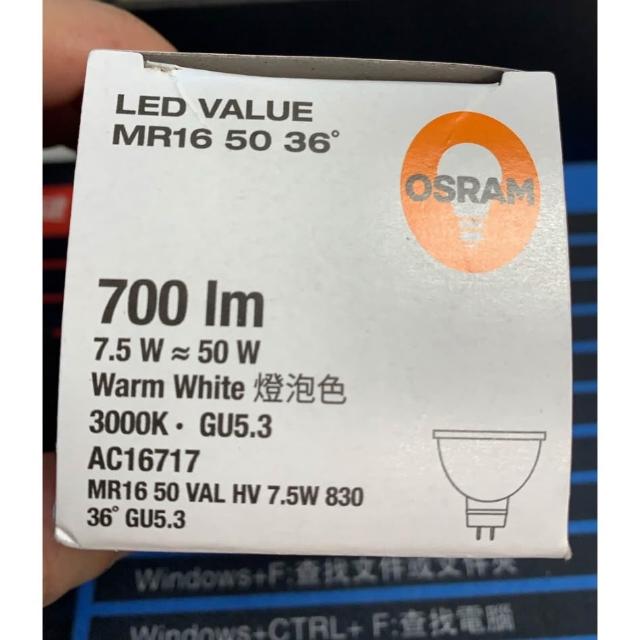 LED VALUE
MR16 50 36°
OSRAM
700 lm
7.5 W ≈ 50 W
Warm White 燈泡色
3000K · GU5.3
AC16717
MR16 50 VAL HV 7.5W 830
36° GU5.3
Windows+F:查找文件或文件夾
Windows+CTRL+ F:查找電腦